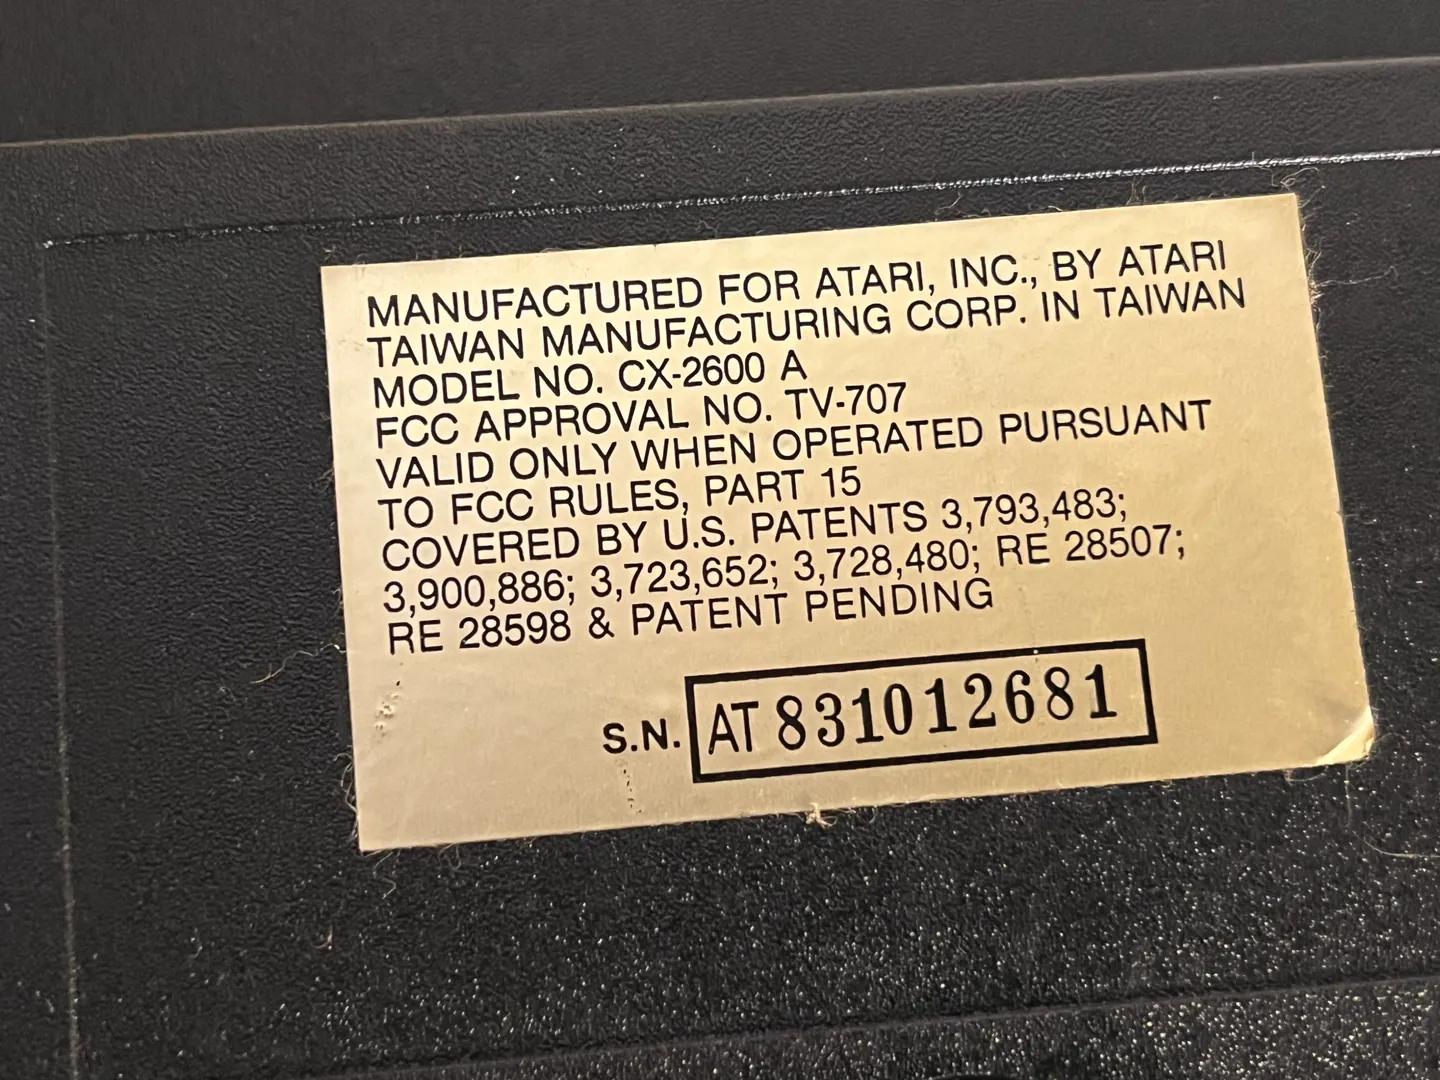 MANUFACTURED FOR ATARI, INC., BY ATARI
TAIWAN MANUFACTURING CORP. IN TAIWAN
MODEL NO. CX-2600 A
FCC APPROVAL NO. TV-707
VALID ONLY WHEN OPERATED PURSUANT
TO FCC RULES, PART 15
COVERED BY U.S. PATENTS 3,793,483;
3,900,886; 3,723,652; 3,728,480; RE 28507;
RE 28598 & PATENT PENDING
S.N. AT 831012681